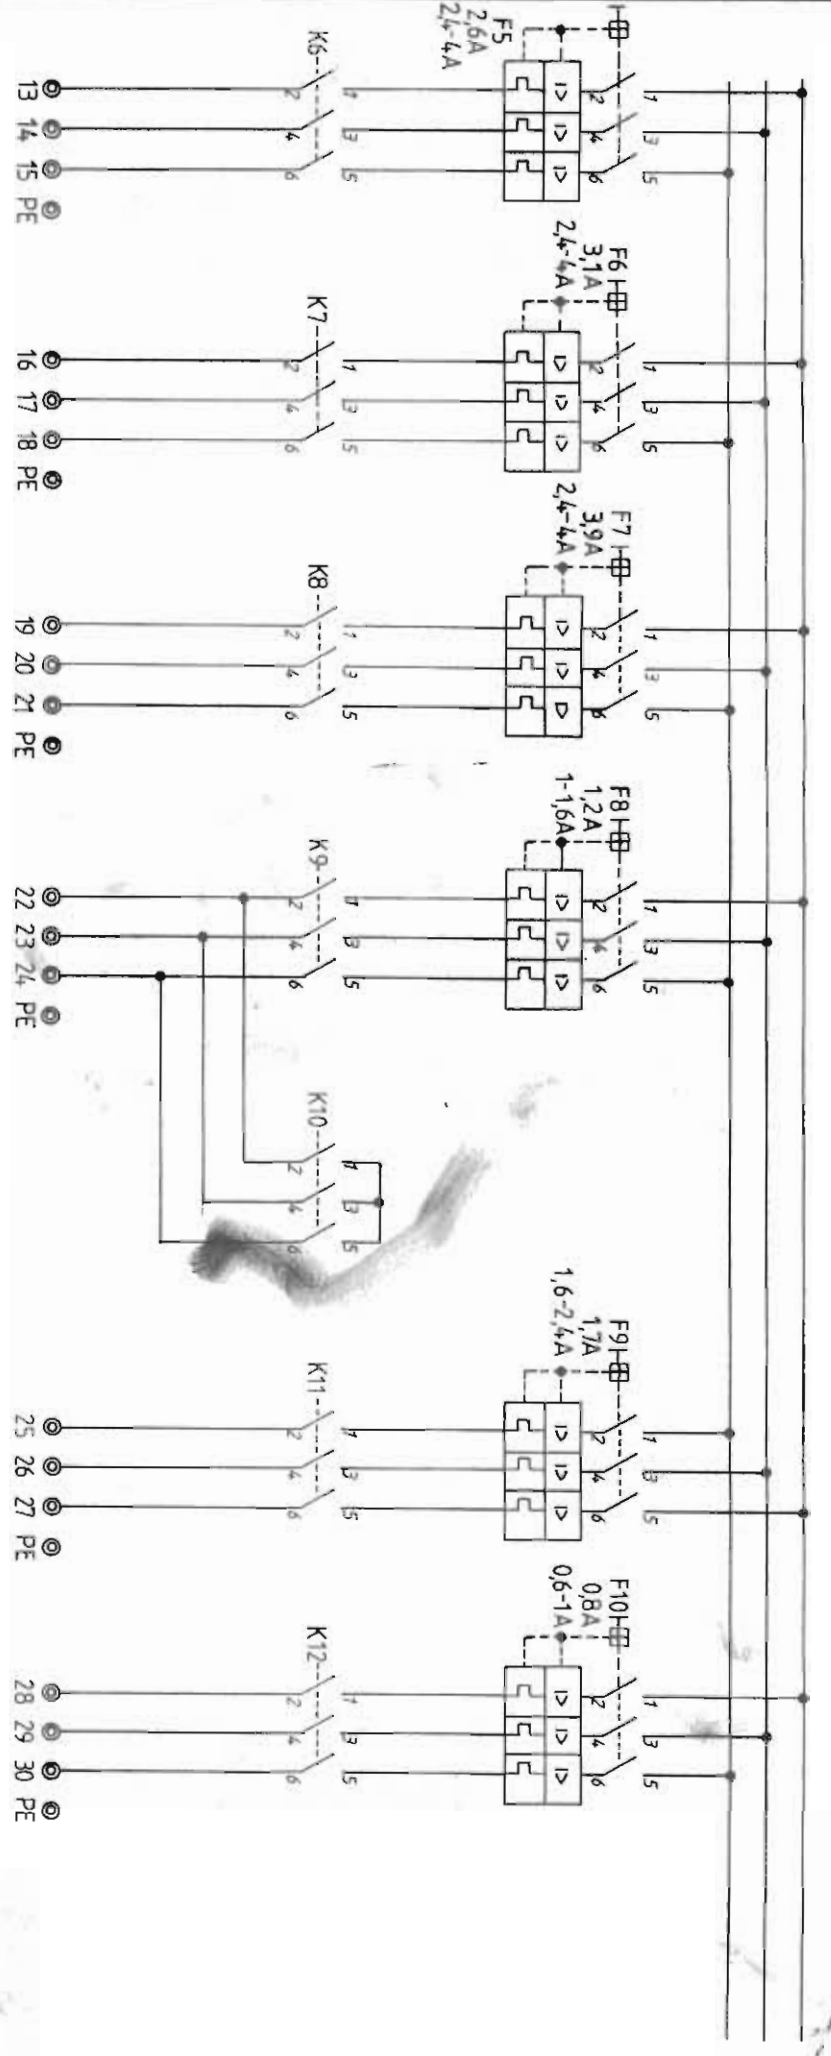 F5
2,6A
2,4-4A
1 3 5
2 4 6
K6
1 3 5
2 4 6
13 14 15 PE
F6
3,1A
2,4-4A
1 3 5
2 4 6
K7
1 3 5
2 4 6
16 17 18 PE
F7
3,9A
2,4-4A
1 3 5
2 4 6
K8
1 3 5
2 4 6
19 20 21 PE
F8
1,2A
1-1,6A
1 3 5
2 4 6
K9
1 3 5
2 4 6
22 23 24 PE
K10
1 3 5
2 4 6
F9
1,7A
1,6-2,4A
1 3 5
2 4 6
K11
1 3 5
2 4 6
25 26 27 PE
F10
0,8A
0,6-1A
1 3 5
2 4 6
K12
1 3 5
2 4 6
28 29 30 PE